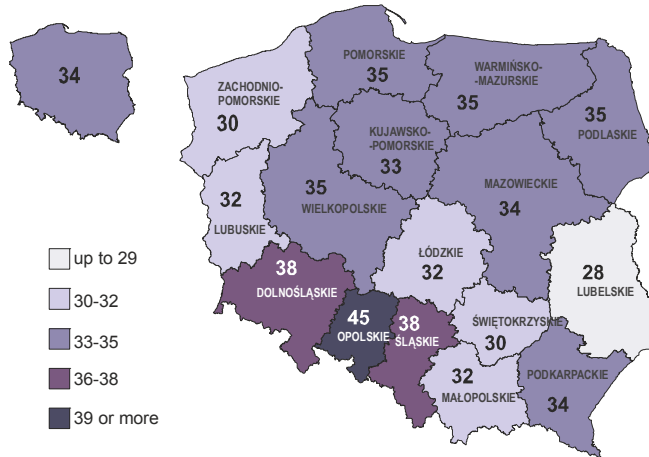 34
ZACHODNIO-
POMORSKIE
30
POMORSKIE
35
WARMIŃSKO-
-MAZURSKIE
35
35
PODLASKIE
KUJAWSKO-
-POMORSKIE
33
32
LUBUSKIE
35
WIELKOPOLSKIE
MAZOWIECKIE
34
ŁÓDZKIE
32
28
LUBELSKIE
38
DOLNOŚLĄSKIE
45
OPOLSKIE
38
ŚLĄSKIE
ŚWIĘTOKRZYSKIE
30
32
MAŁOPOLSKIE
PODKARPACKIE
34
up to 29
30-32
33-35
36-38
39 or more